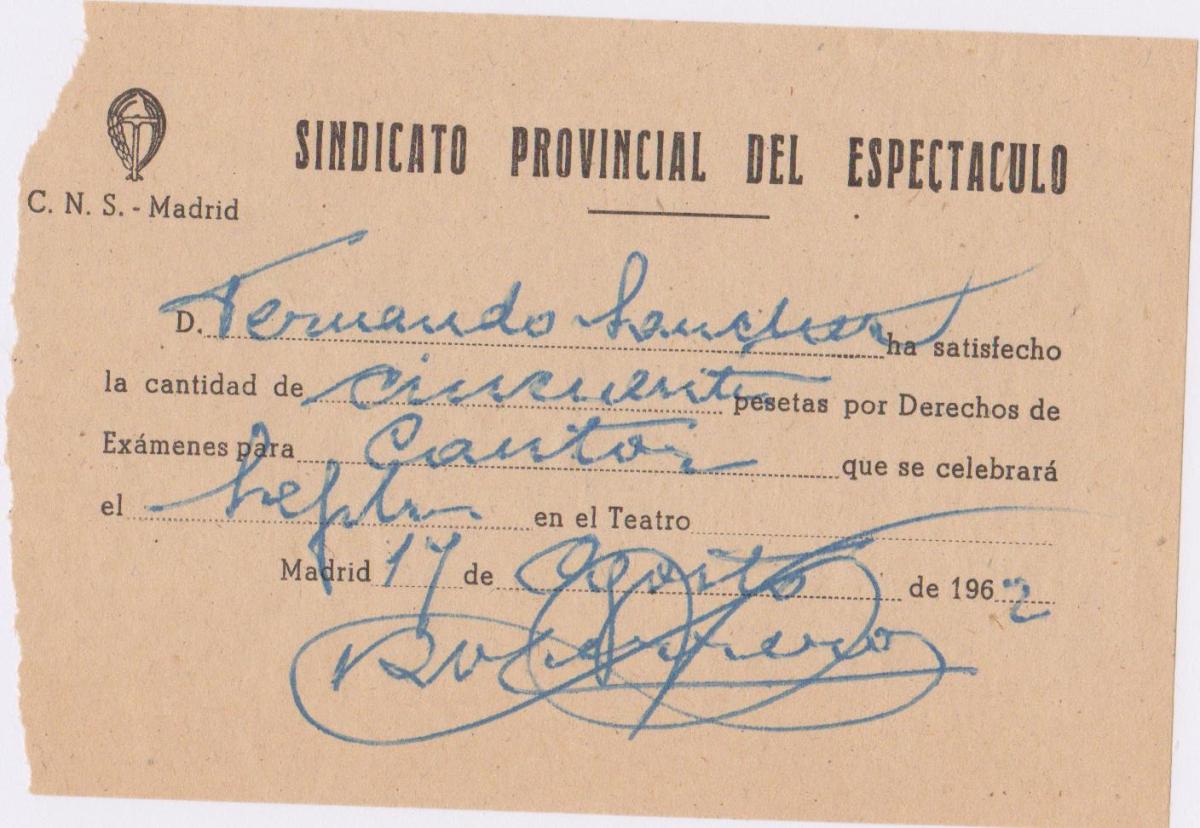 SINDICATO PROVINCIAL DEL ESPECTACULO
C. N. S. - Madrid
D. Fernando Sanchez ha satisfecho
la cantidad de cincuenta pesetas por Derechos de
Exámenes para Cantor que se celebrará
el Septbre en el Teatro
Madrid 17 de Agosto de 1962